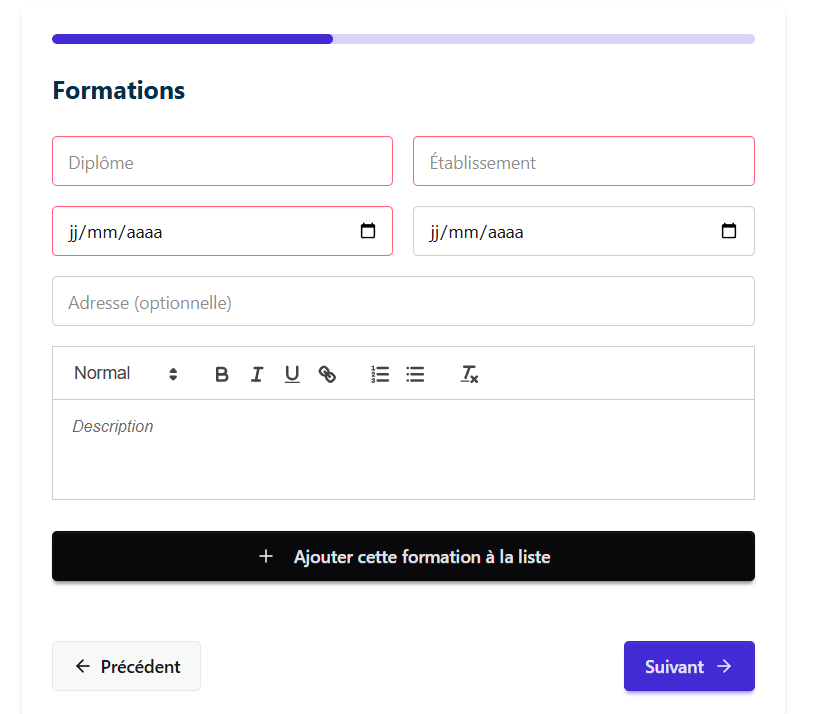 Formations
Diplôme
Établissement
jj/mm/aaaa
jj/mm/aaaa
Adresse (optionnelle)
Normal
Description
Ajouter cette formation à la liste
Précédent
Suivant